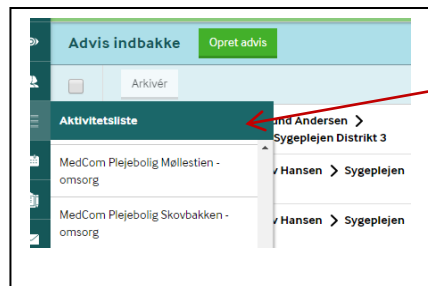 Advis indbakke
Opret advis
Arkivér
Aktivitetsliste
und Andersen >
Sygeplejen Distrikt 3
MedCom Plejebolig Møllestien -
omsorg
v Hansen > Sygeplejen
MedCom Plejebolig Skovbakken -
omsorg
v Hansen > Sygeplejen